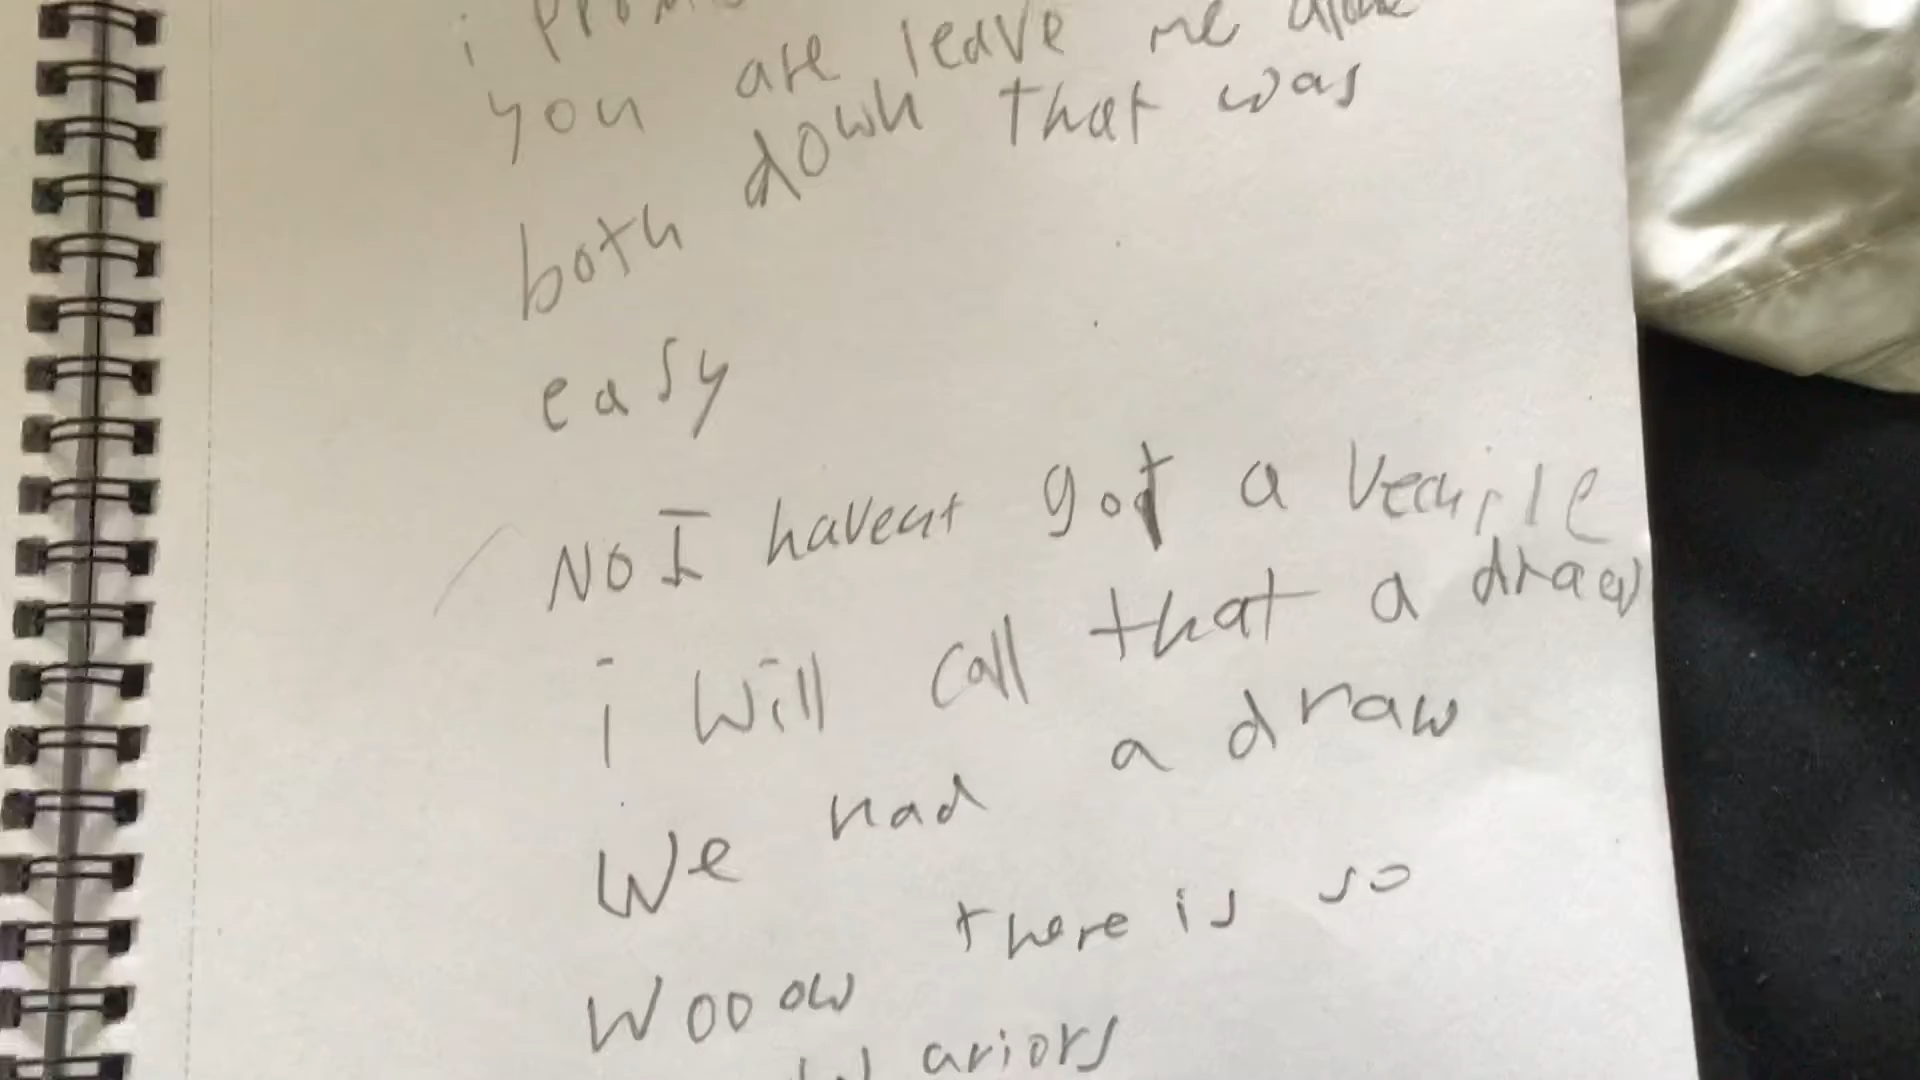 i
you are leave me alone
both down that was
easy
No I havent got a
i Will call that a draw
We had a draw
Wooow there is so
Wariors